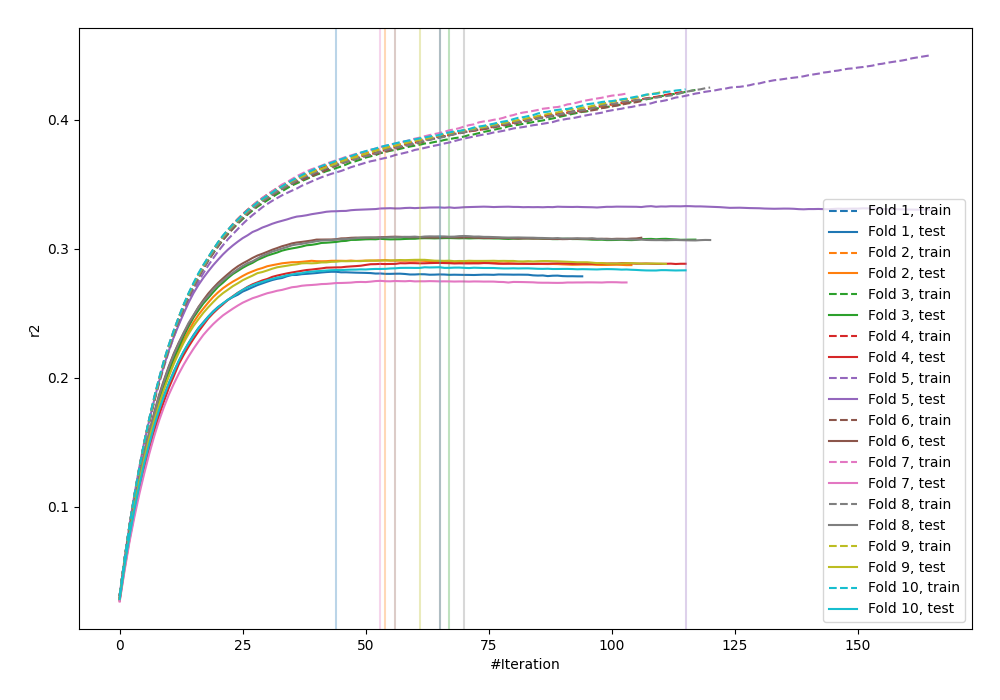 0.4
0.3
0.2
0.1
r2
0
25
50
75
100
125
150
#Iteration
Fold 1, train
Fold 1, test
Fold 2, train
Fold 2, test
Fold 3, train
Fold 3, test
Fold 4, train
Fold 4, test
Fold 5, train
Fold 5, test
Fold 6, train
Fold 6, test
Fold 7, train
Fold 7, test
Fold 8, train
Fold 8, test
Fold 9, train
Fold 9, test
Fold 10, train
Fold 10, test